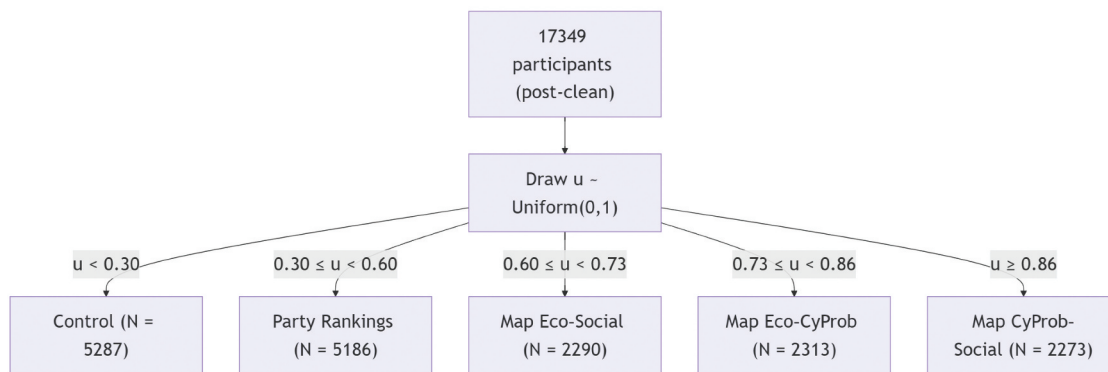 17349
participants
(post-clean)
Draw u ~
Uniform(0,1)
u < 0.30
0.30 ≤ u < 0.60
0.60 ≤ u < 0.73
0.73 ≤ u < 0.86
u ≥ 0.86
Control (N =
5287)
Party Rankings
(N = 5186)
Map Eco-Social
(N = 2290)
Map Eco-CyProb
(N = 2313)
Map CyProb-
Social (N = 2273)